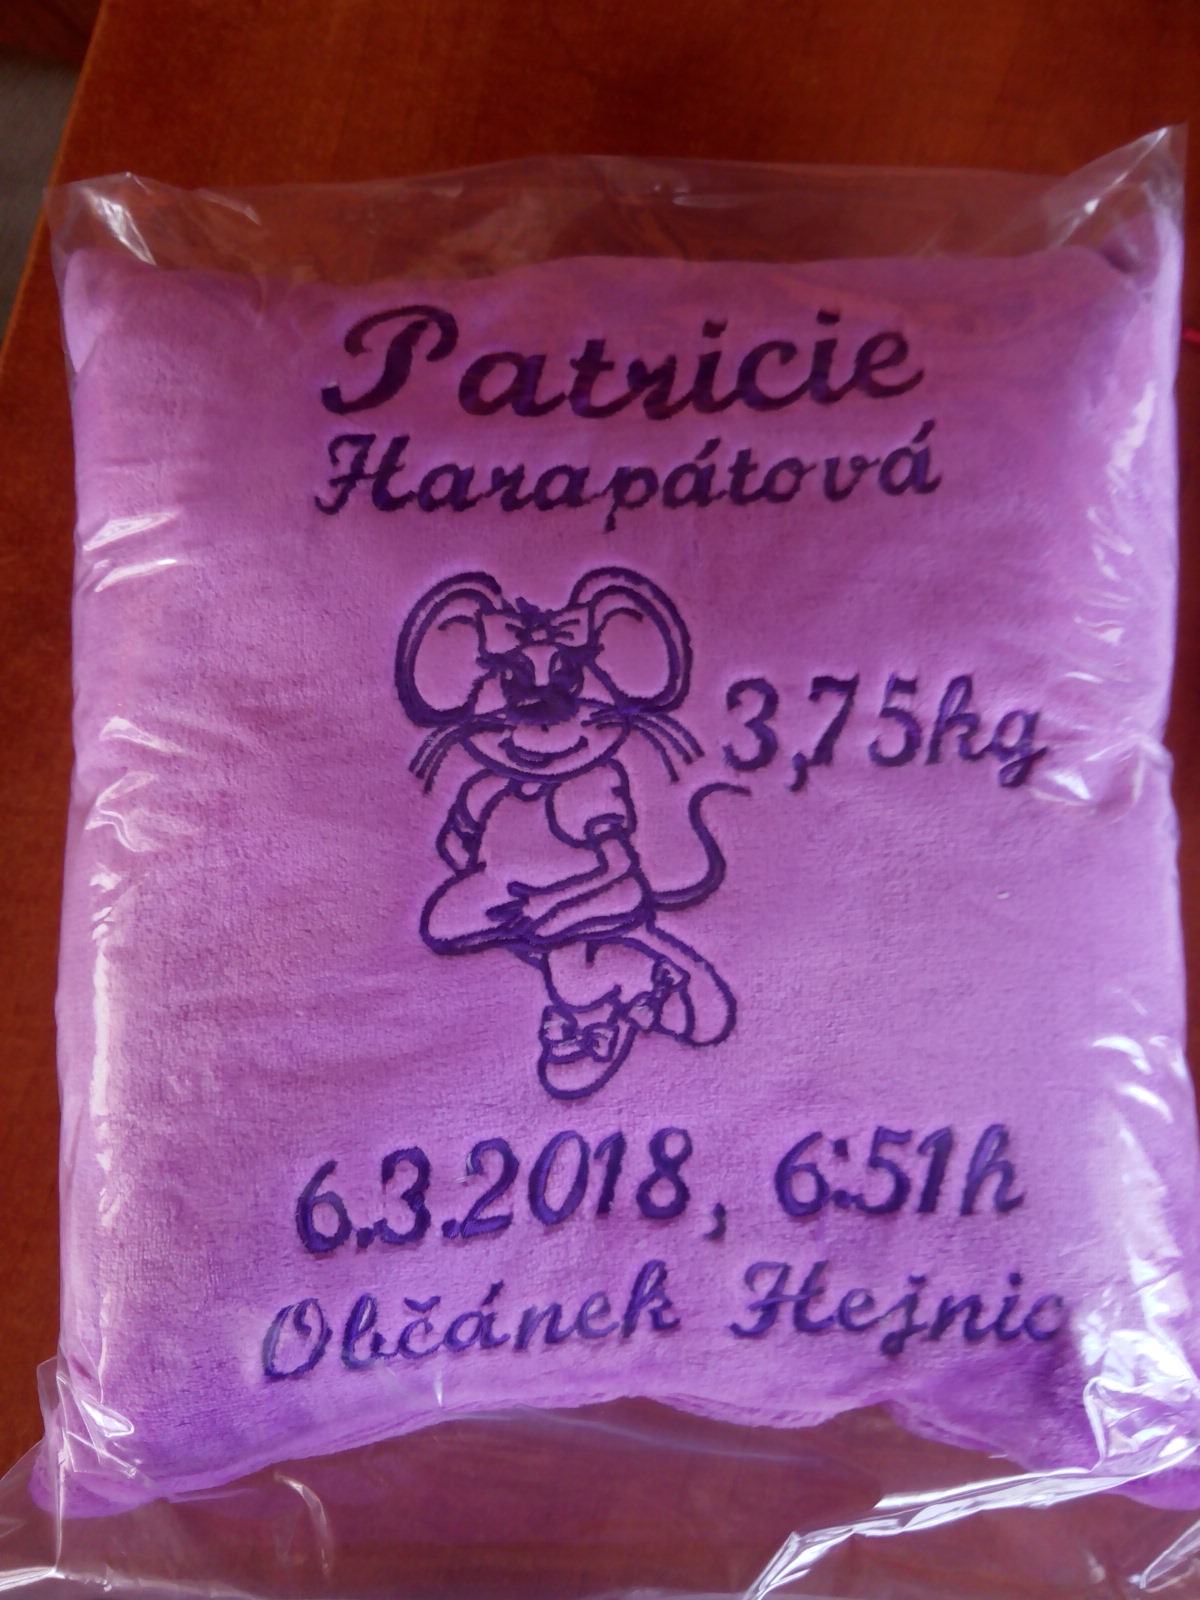 Patricie
Harapátová
3,75kg
6.3.2018, 6:51h
Občánek Hejnic